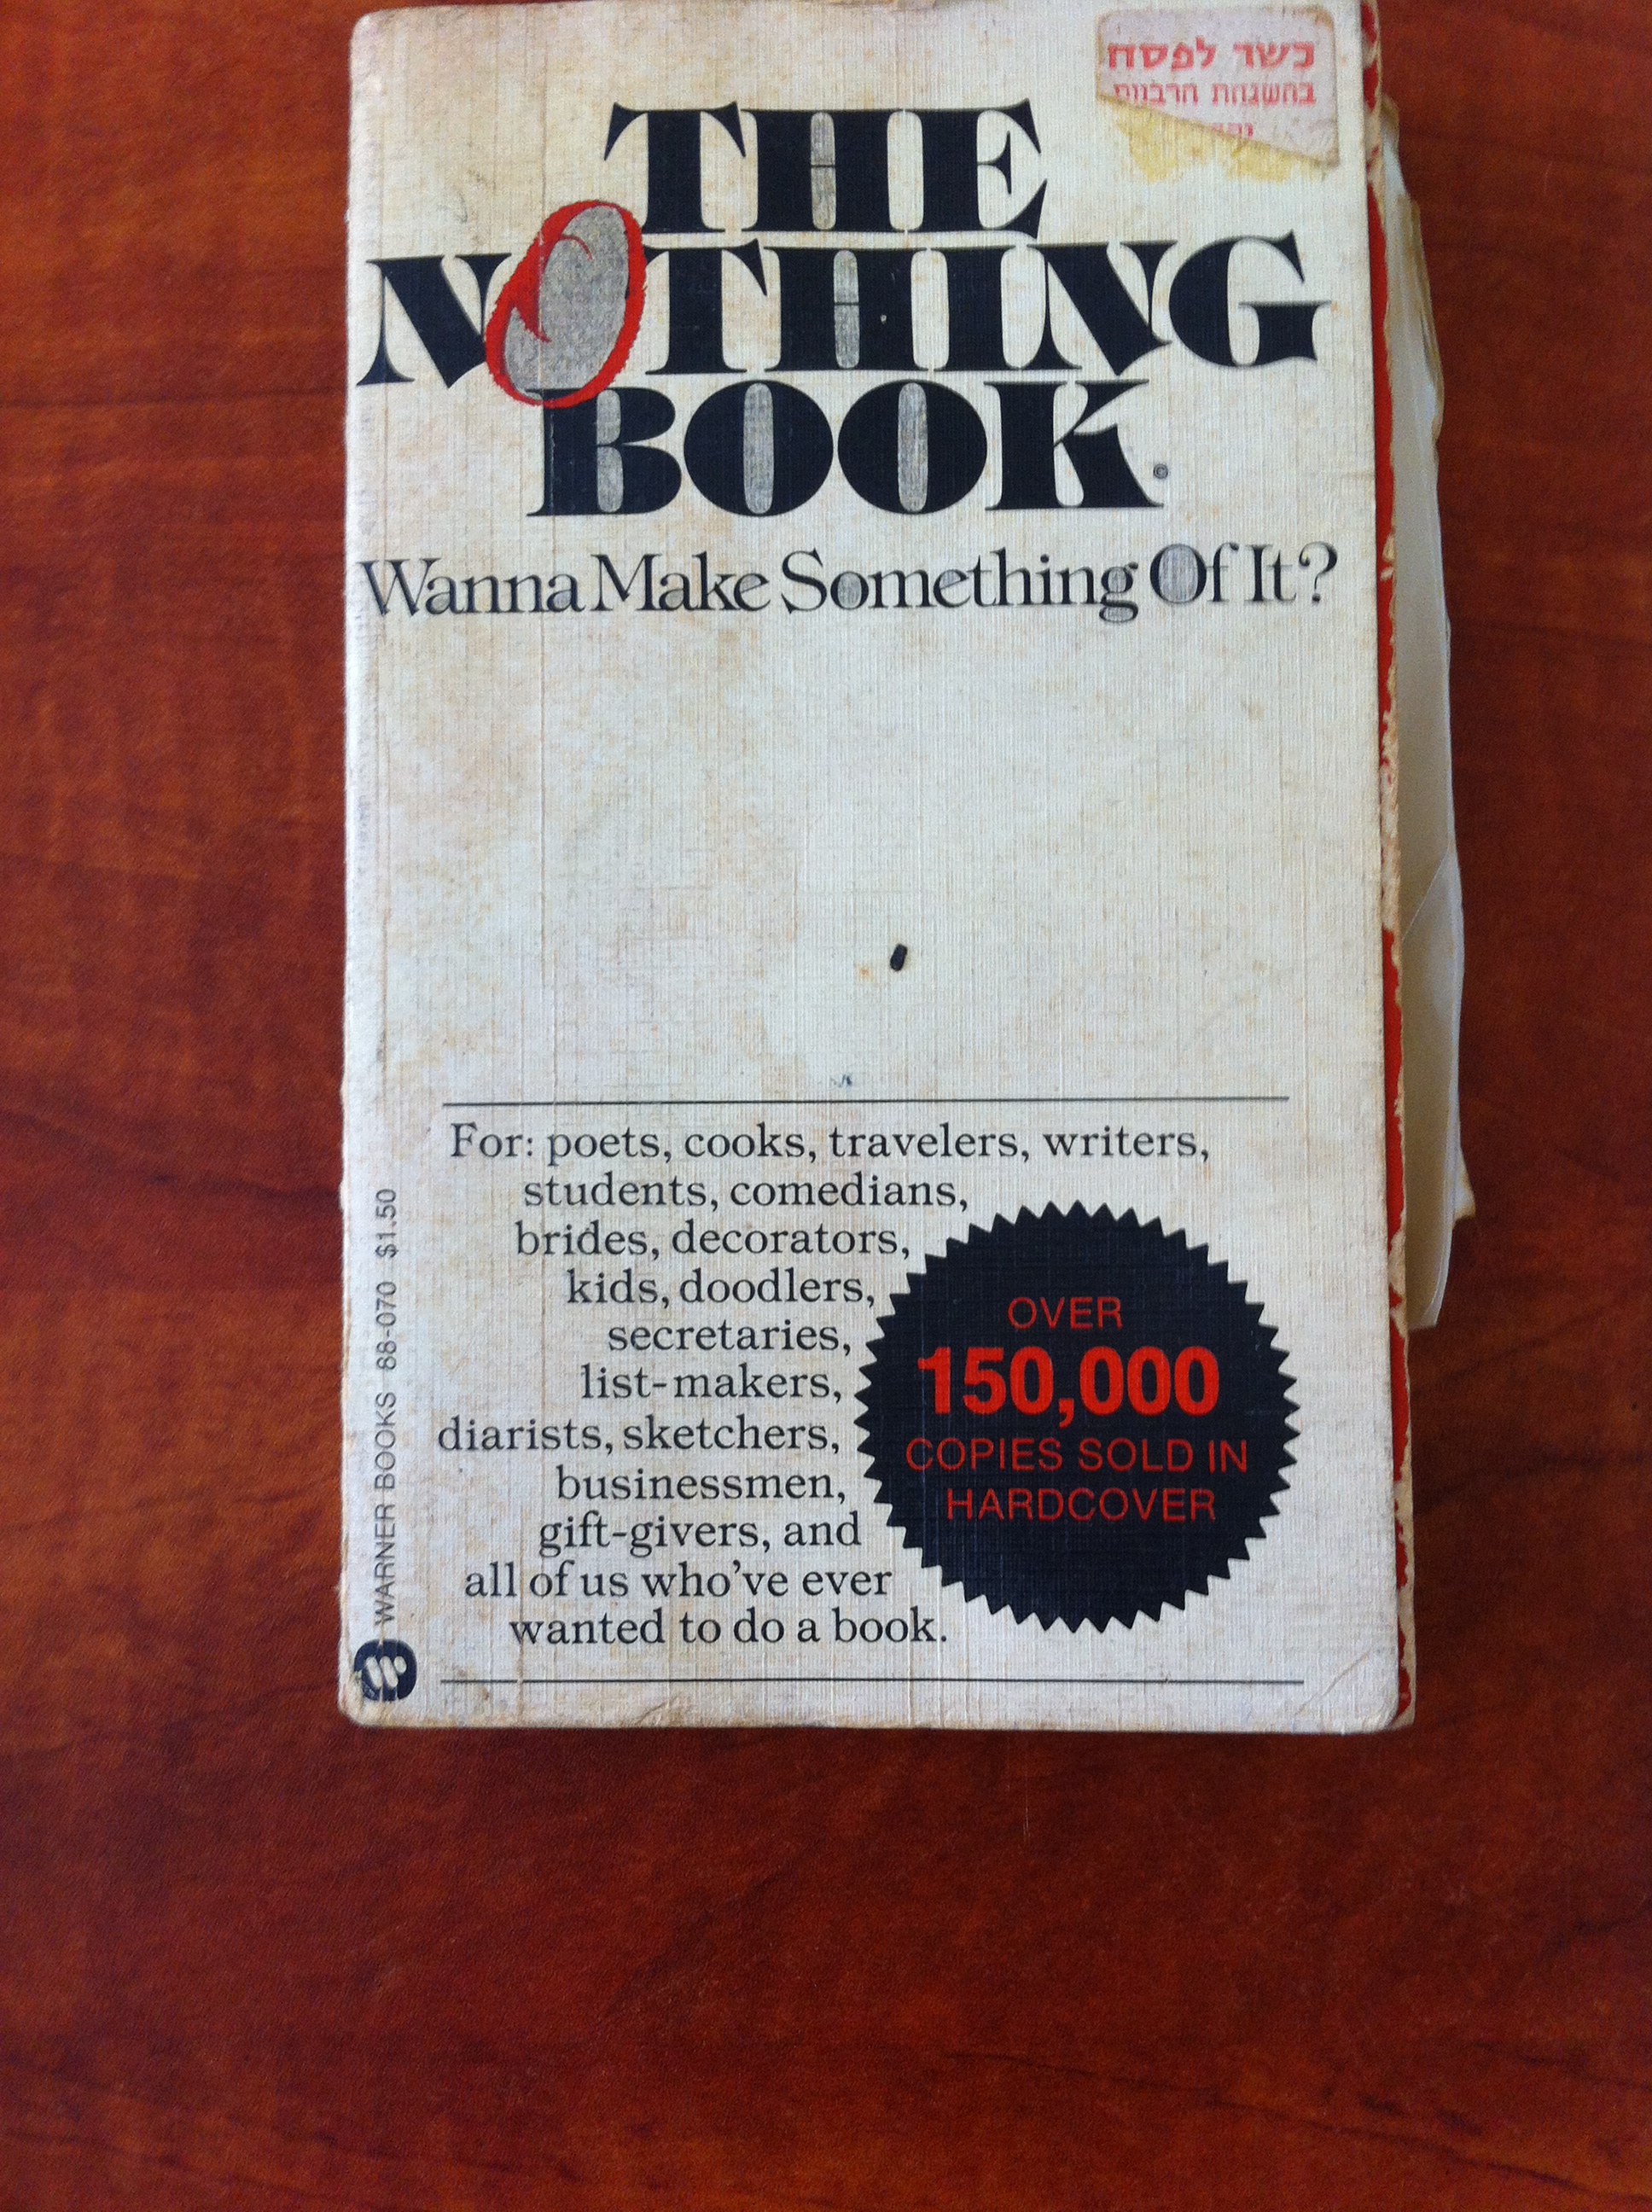 כשר לפסח
בהשגחת הרבנות
THE
NOTHING
BOOK©
Wanna Make Something Of It?
For: poets, cooks, travelers, writers,
students, comedians,
brides, decorators,
kids, doodlers,
secretaries,
list-makers,
diarists, sketchers,
businessmen,
gift-givers, and
all of us who've ever
wanted to do a book.
OVER
150,000
COPIES SOLD IN
HARDCOVER
WARNER BOOKS 88-070 $1.50